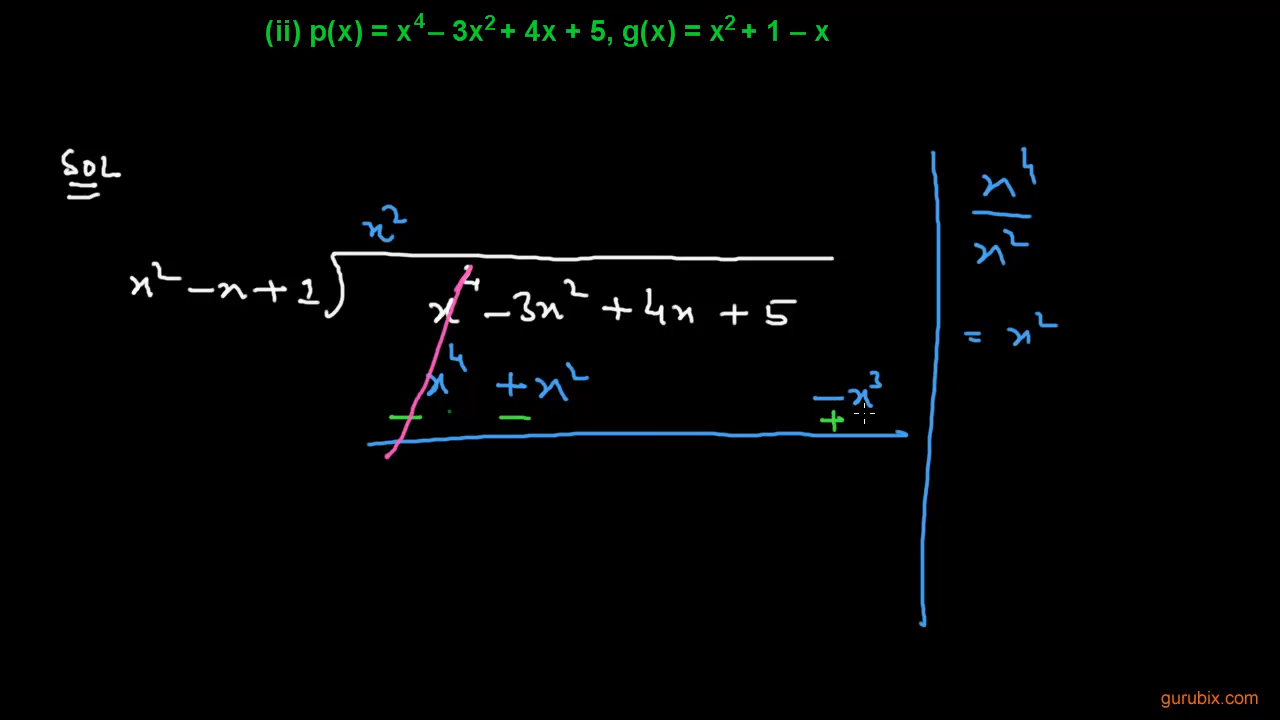 (ii) p(x) = x⁴ – 3x² + 4x + 5, g(x) = x² + 1 – x
SOL
x²
x² - x + 1 ) x⁴ - 3x² + 4x + 5
x⁴ + x² - x³
- - +
x⁴
x²
= x²
gurubix.com